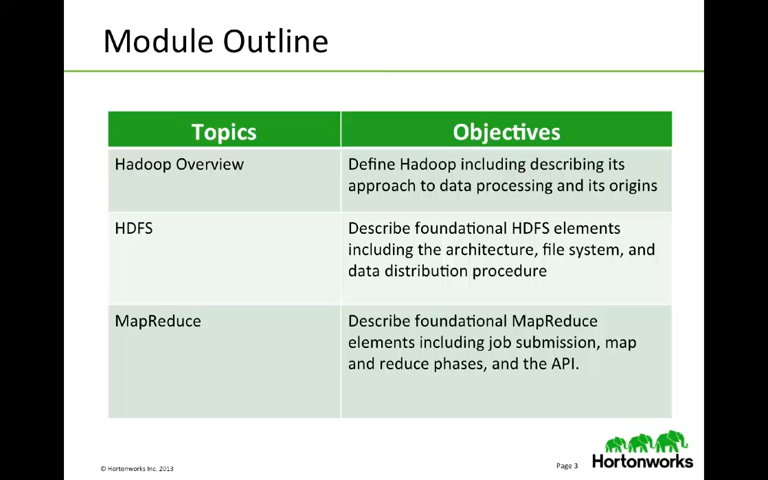 Module Outline
Topics
Objectives
Hadoop Overview
Define Hadoop including describing its
approach to data processing and its origins
HDFS
Describe foundational HDFS elements
including the architecture, file system, and
data distribution procedure
MapReduce
Describe foundational MapReduce
elements including job submission, map
and reduce phases, and the API.
© Hortonworks Inc. 2013
Page 3
Hortonworks